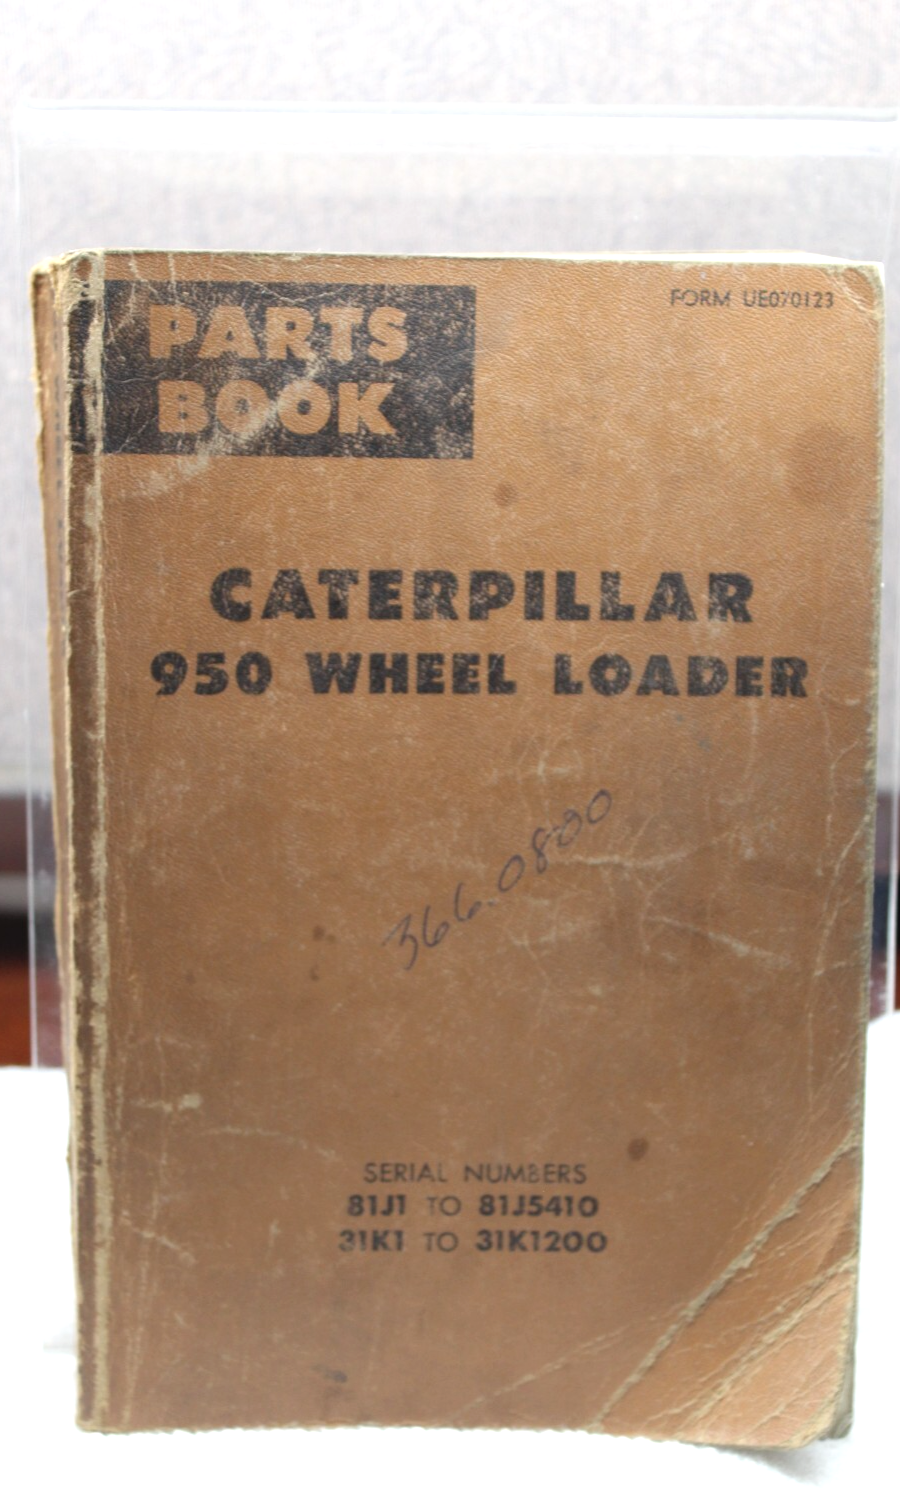 PARTS
BOOK
FORM UE070123
CATERPILLAR
950 WHEEL LOADER
366.0800
SERIAL NUMBERS
81J1 TO 81J5410
31K1 TO 31K1200